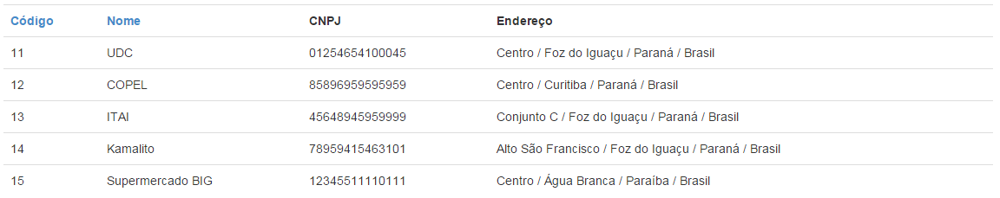 Código Nome CNPJ Endereço
11 UDC 01254654100045 Centro / Foz do Iguaçu / Paraná / Brasil
12 COPEL 85896959595959 Centro / Curitiba / Paraná / Brasil
13 ITAI 45648945959999 Conjunto C / Foz do Iguaçu / Paraná / Brasil
14 Kamalito 78959415463101 Alto São Francisco / Foz do Iguaçu / Paraná / Brasil
15 Supermercado BIG 12345511110111 Centro / Água Branca / Paraíba / Brasil